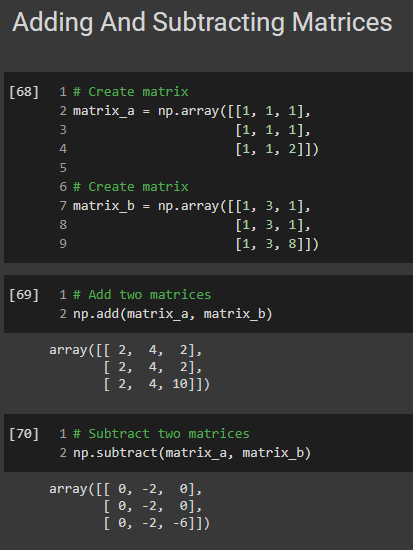 Adding And Subtracting Matrices
[68] 1 # Create matrix
2 matrix_a = np.array([[1, 1, 1],
3                      [1, 1, 1],
4                      [1, 1, 2]])
5
6 # Create matrix
7 matrix_b = np.array([[1, 3, 1],
8                      [1, 3, 1],
9                      [1, 3, 8]])
[69] 1 # Add two matrices
2 np.add(matrix_a, matrix_b)
array([[ 2,  4,  2],
       [ 2,  4,  2],
       [ 2,  4, 10]])
[70] 1 # Subtract two matrices
2 np.subtract(matrix_a, matrix_b)
array([[ 0, -2,  0],
       [ 0, -2,  0],
       [ 0, -2, -6]])